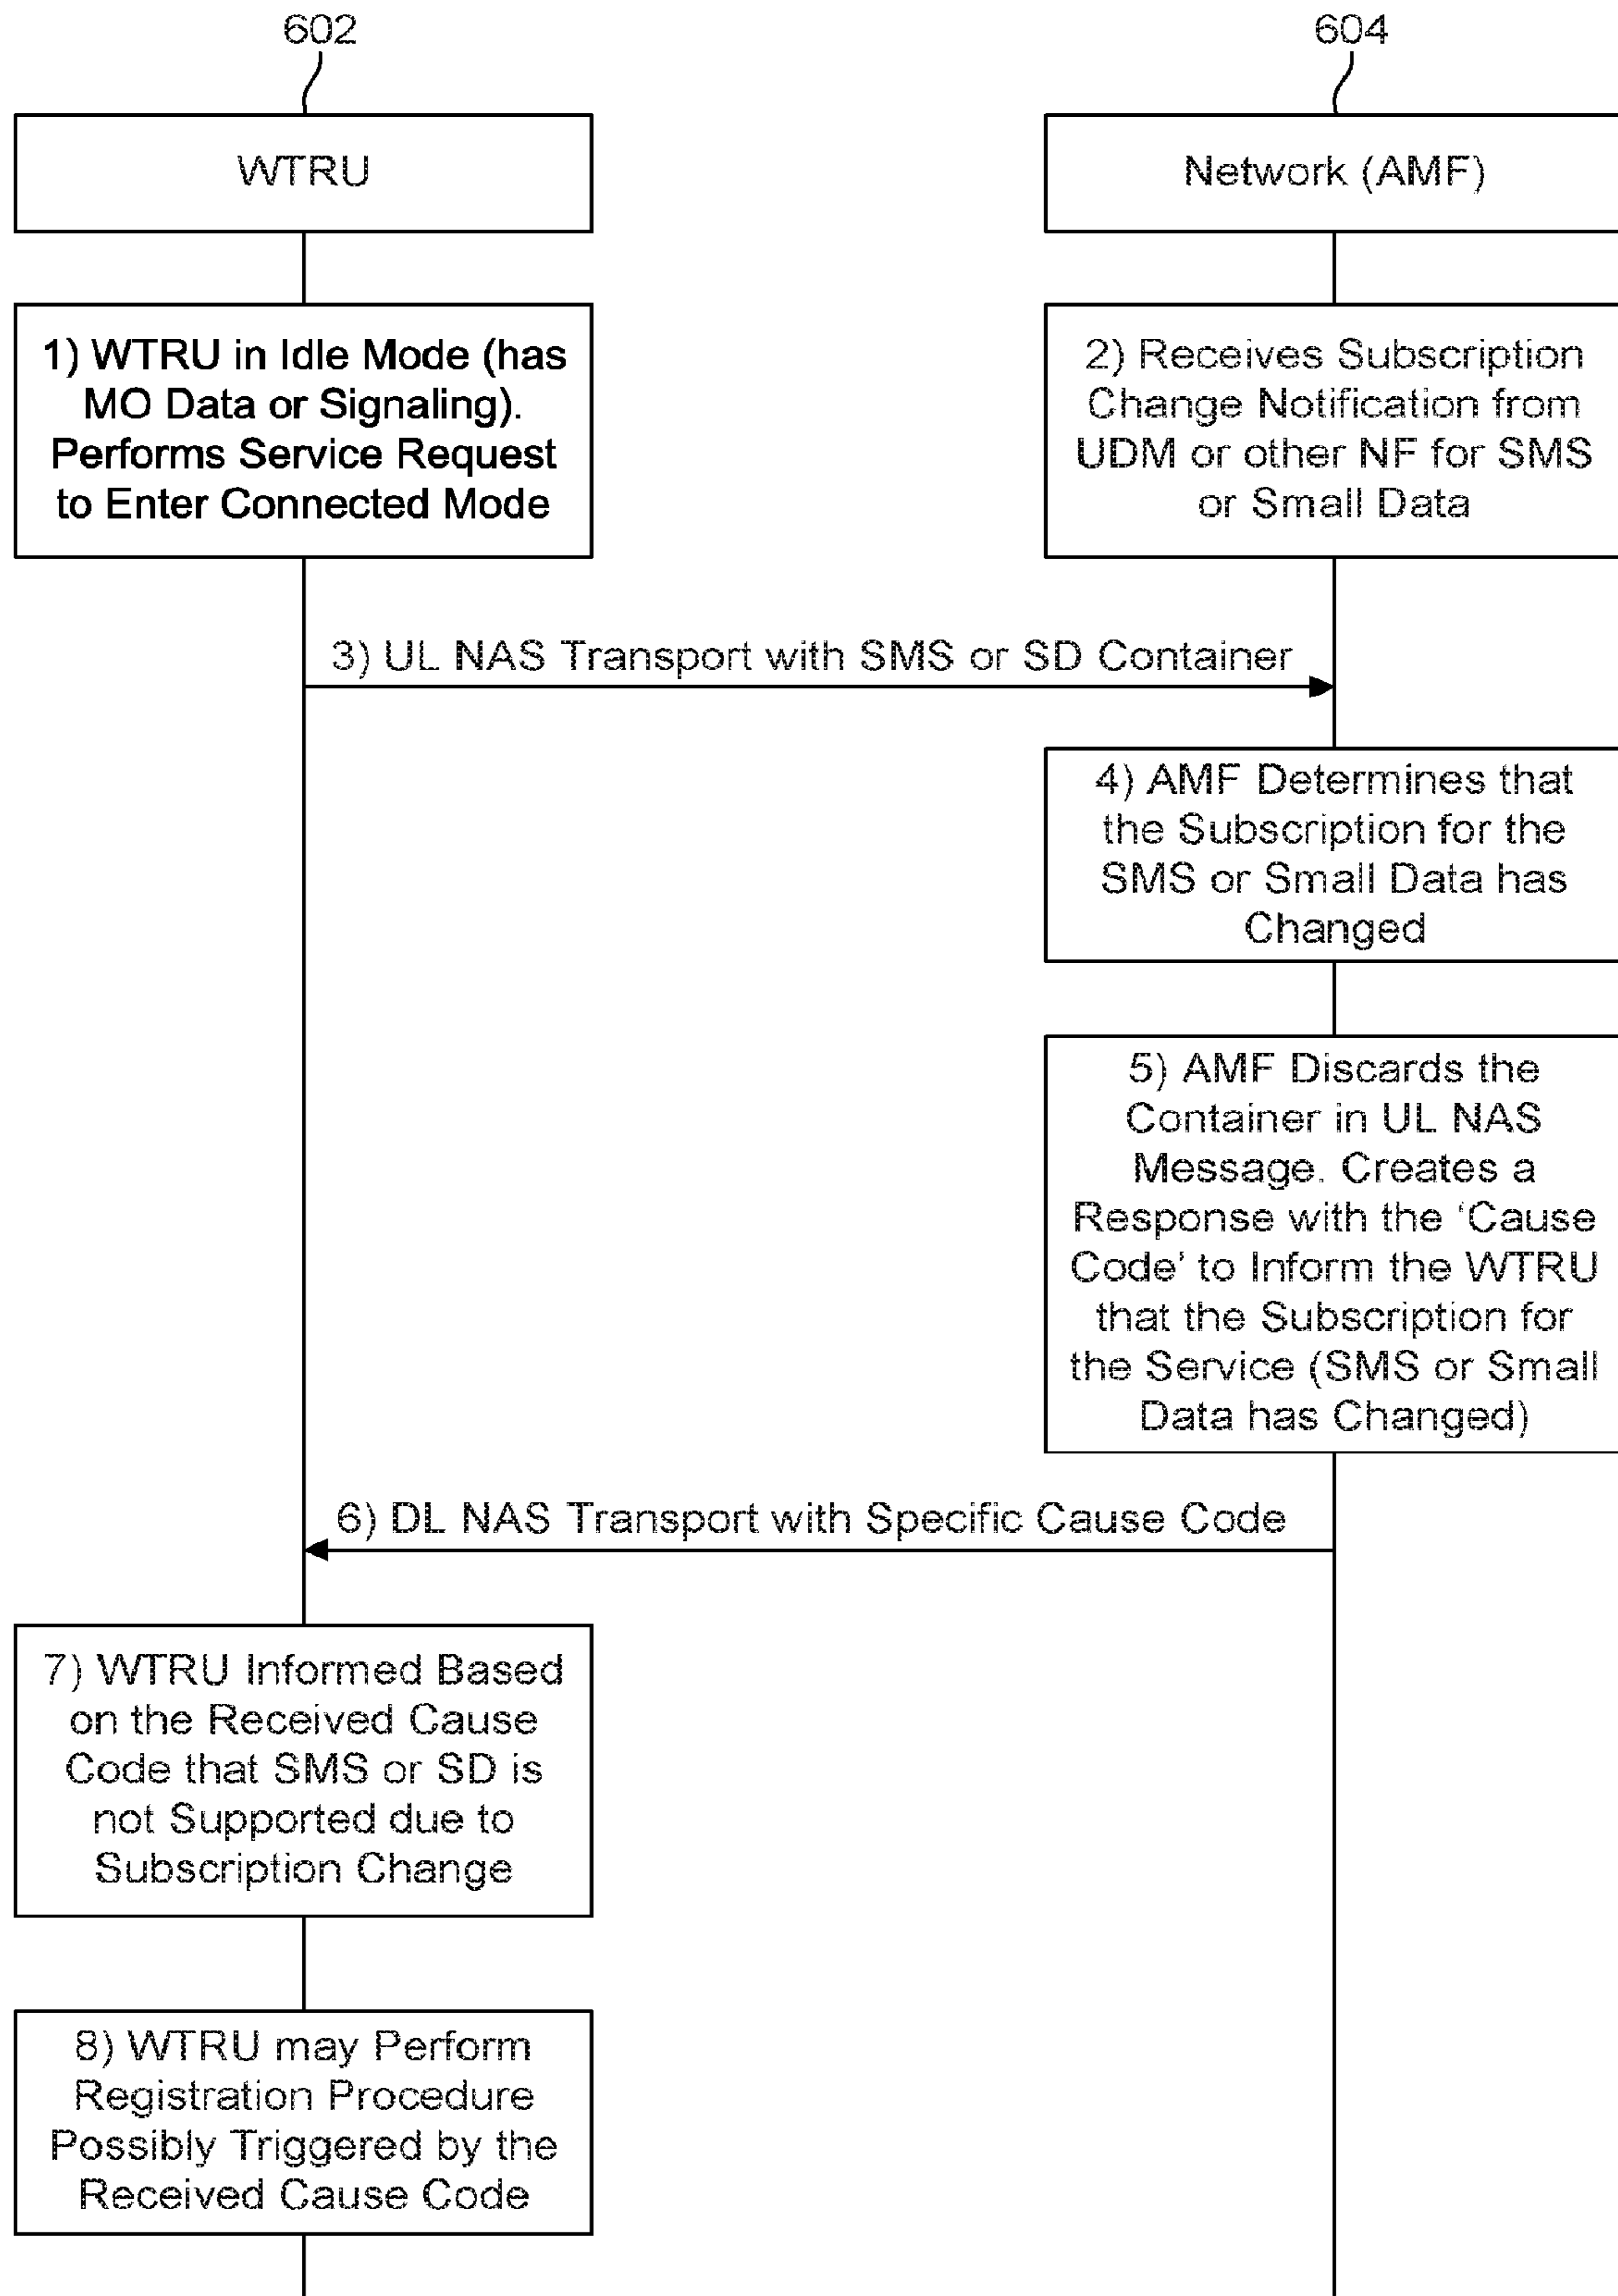 602
604
WTRU
Network (AMF)
1) WTRU in Idle Mode (has
MO Data or Signaling).
Performs Service Request
to Enter Connected Mode
2) Receives Subscription
Change Notification from
UDM or other NF for SMS
or Small Data
3) UL NAS Transport with SMS or SD Container
4) AMF Determines that
the Subscription for the
SMS or Small Data has
Changed
5) AMF Discards the
Container in UL NAS
Message. Creates a
Response with the ‘Cause
Code’ to Inform the WTRU
that the Subscription for
the Service (SMS or Small
Data has Changed)
6) DL NAS Transport with Specific Cause Code
7) WTRU Informed Based
on the Received Cause
Code that SMS or SD is
not Supported due to
Subscription Change
8) WTRU may Perform
Registration Procedure
Possibly Triggered by the
Received Cause Code